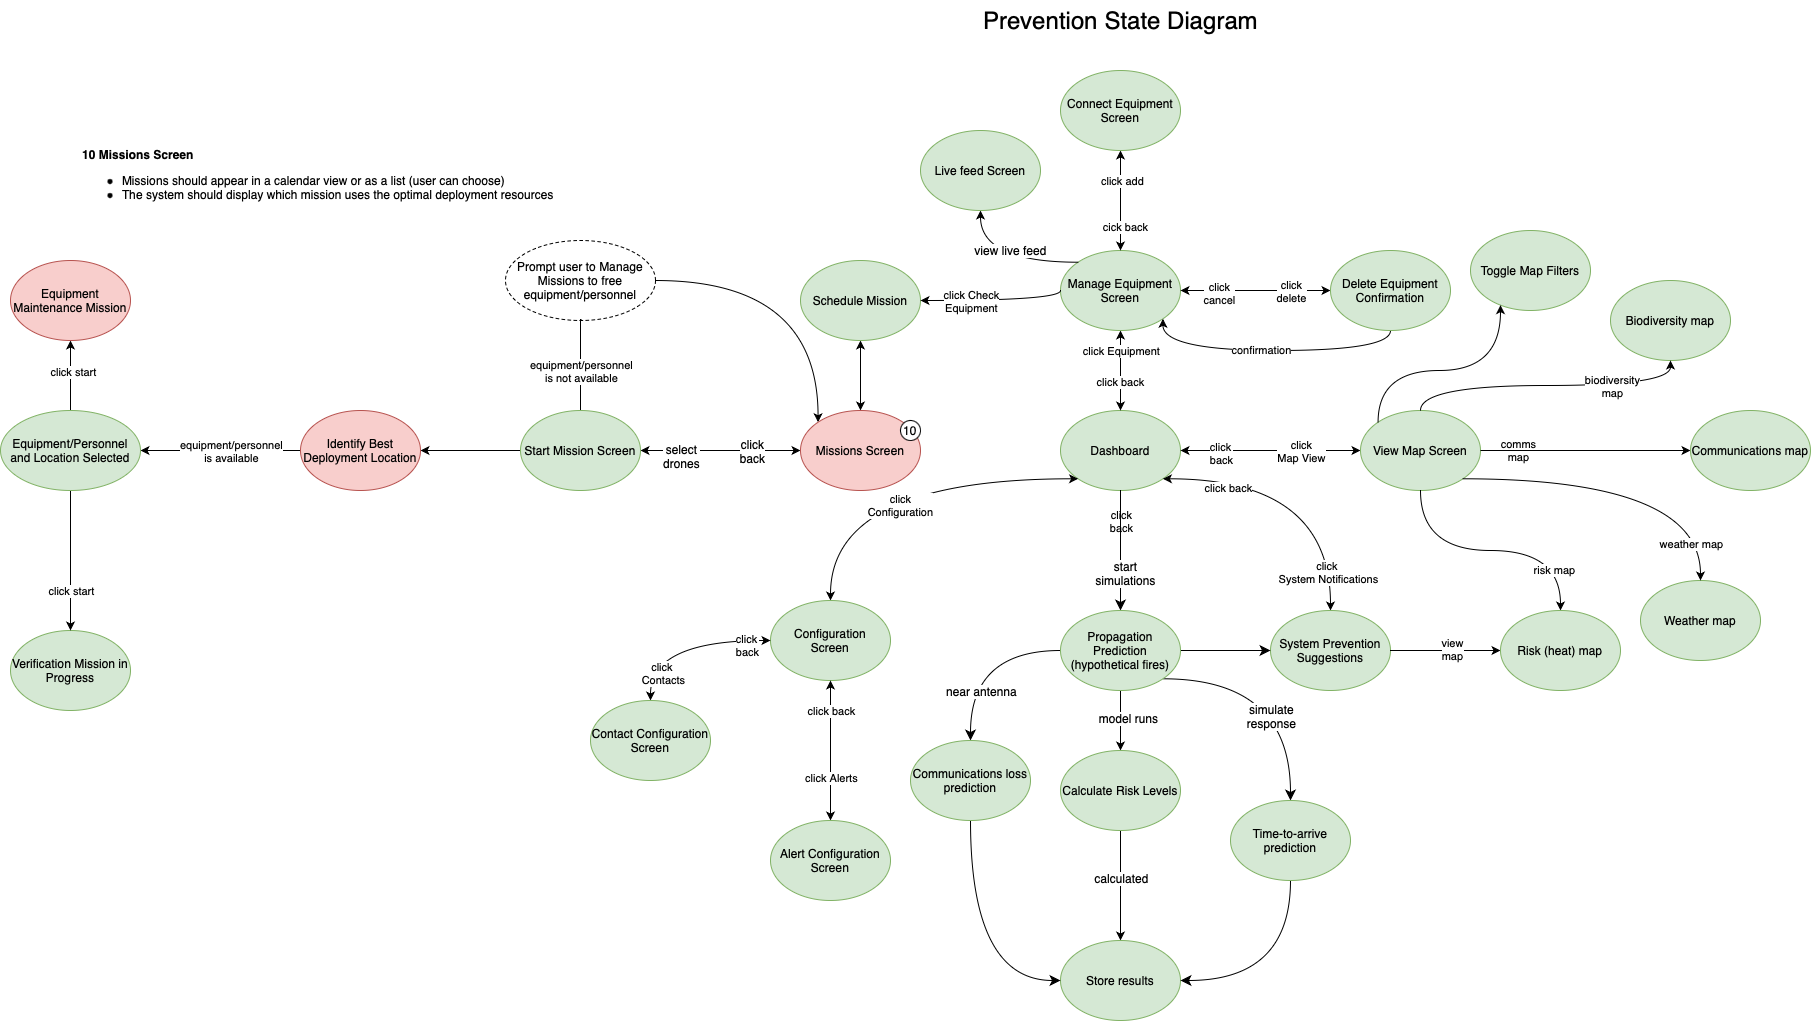 Prevention State Diagram
10 Missions Screen
Missions should appear in a calendar view or as a list (user can choose)
The system should display which mission uses the optimal deployment resources
Connect Equipment
Screen
Live feed Screen
click add
cick back
view live feed
Manage Equipment
Screen
click
cancel
click
delete
Delete Equipment
Confirmation
confirmation
Toggle Map Filters
Biodiversity map
biodiversity
map
Equipment
Maintenance Mission
click start
Prompt user to Manage
Missions to free
equipment/personnel
equipment/personnel
is not available
Schedule Mission
click Check
Equipment
click Equipment
click back
Equipment/Personnel
and Location Selected
equipment/personnel
is available
Identify Best
Deployment Location
Start Mission Screen
select
drones
click
back
Missions Screen
10
Dashboard
click
back
click
Map View
View Map Screen
comms
map
Communications map
click
Configuration
click
back
start
simulations
click back
click
System Notifications
weather map
risk map
Weather map
click start
Verification Mission in
Progress
click
back
click
Contacts
Contact Configuration
Screen
Configuration
Screen
click back
click Alerts
Alert Configuration
Screen
Propagation
Prediction
(hypothetical fires)
System Prevention
Suggestions
view
map
Risk (heat) map
near antenna
model runs
simulate
response
Communications loss
prediction
Calculate Risk Levels
Time-to-arrive
prediction
calculated
Store results